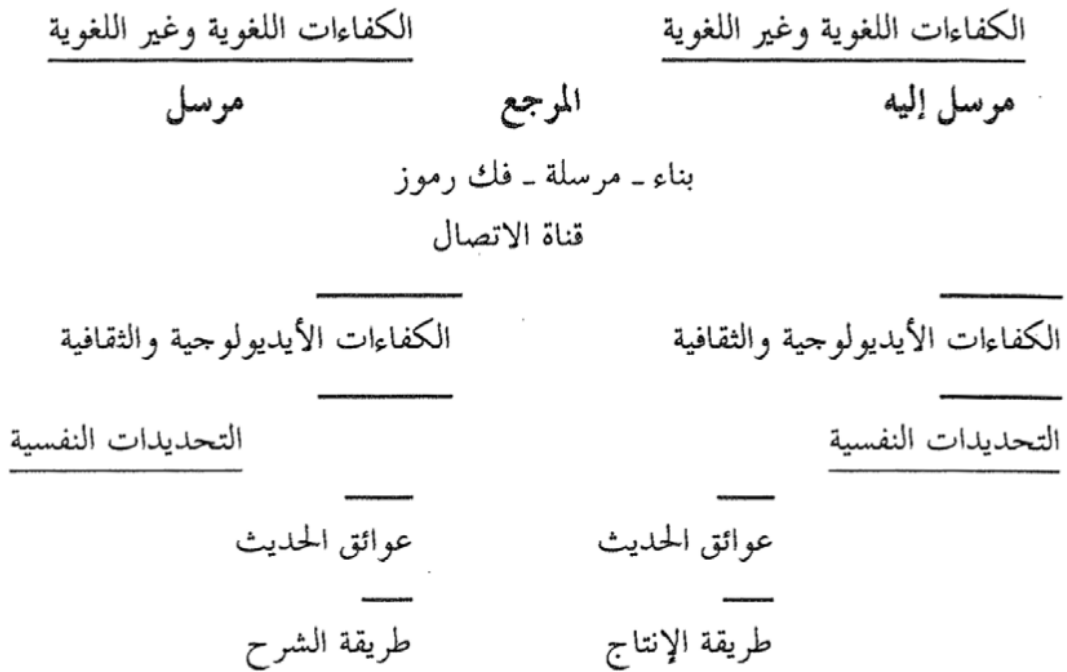 الكفاءات اللغوية وغير اللغوية الكفاءات اللغوية وغير اللغوية
مرسل إليه المرجع مرسل
بناء ـ مرسلة ـ فك رموز
قناة الاتصال
الكفاءات الأيديولوجية والثقافية الكفاءات الأيديولوجية والثقافية
التحديدات النفسية التحديدات النفسية
عوائق الحديث عوائق الحديث
طريقة الإنتاج طريقة الشرح